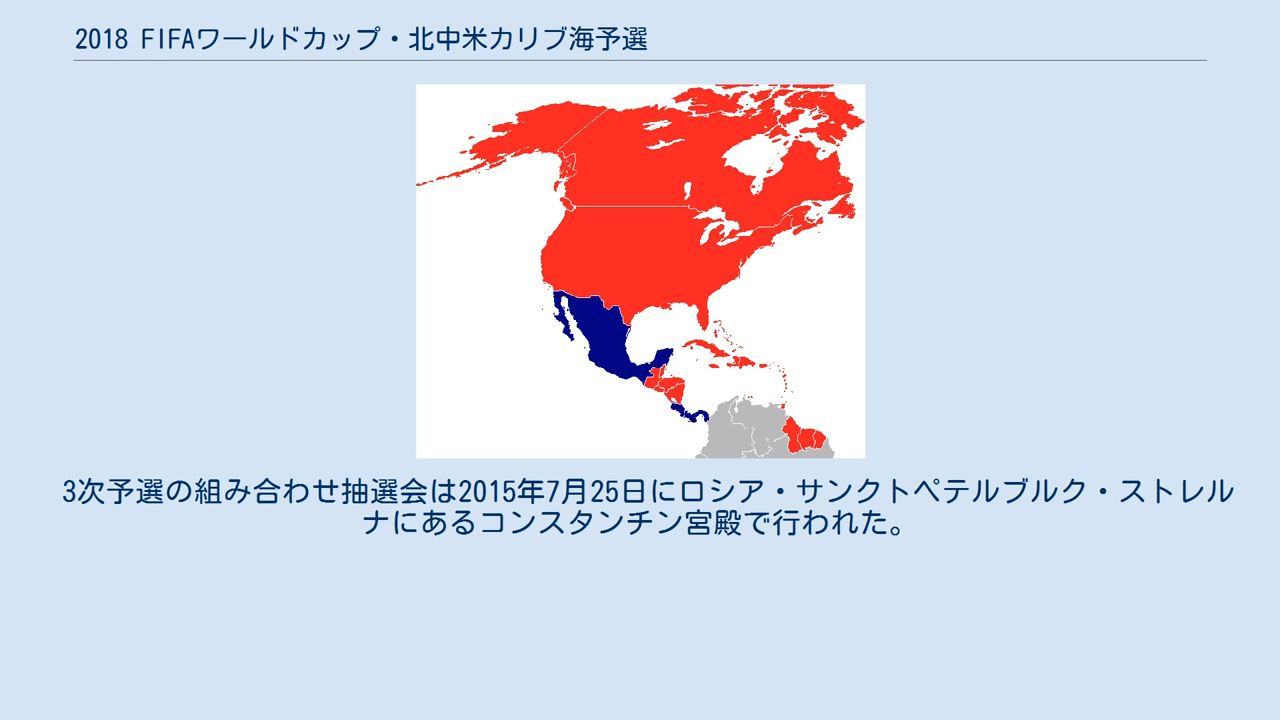 2018 FIFAワールドカップ・北中米カリブ海予選
3次予選の組み合わせ抽選会は2015年7月25日にロシア・サンクトペテルブルク・ストレル
ナにあるコンスタンチン宮殿で行われた。